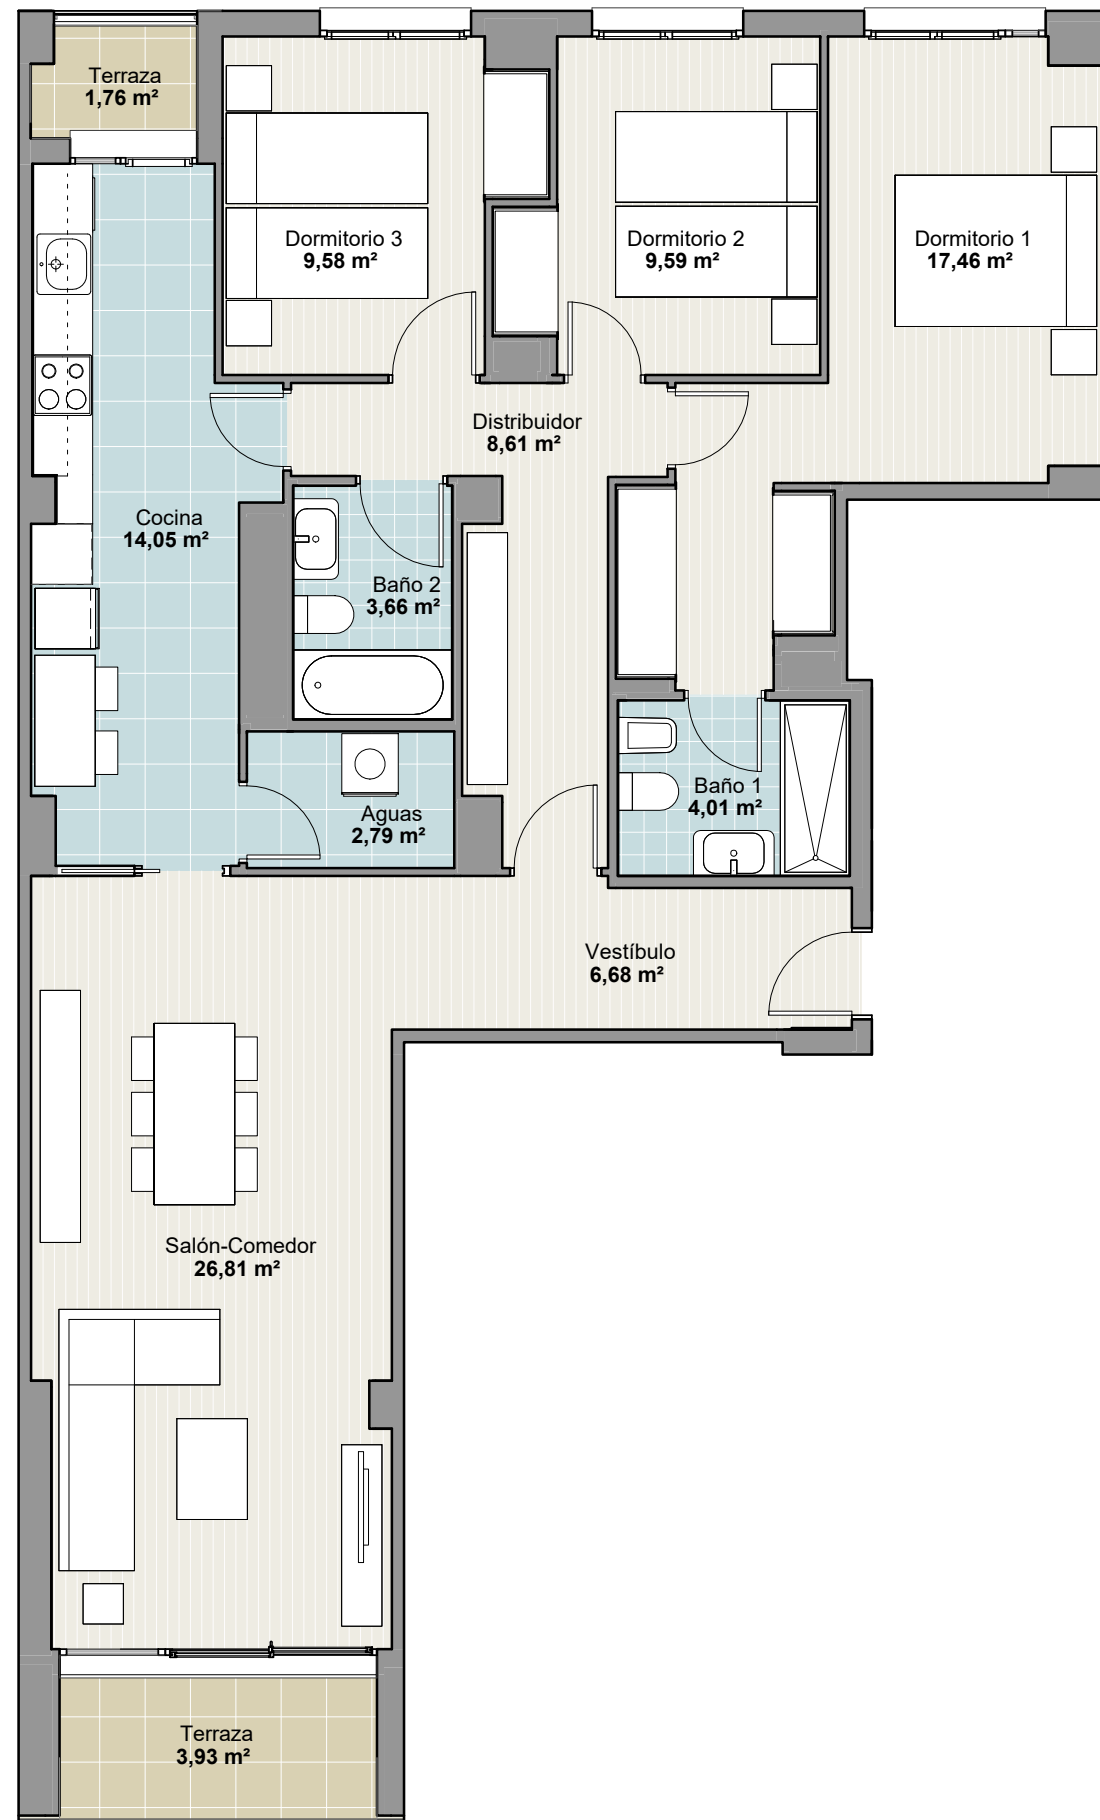 Terraza
1,76 m²
Dormitorio 3
9,58 m²
Dormitorio 2
9,59 m²
Dormitorio 1
17,46 m²
Distribuidor
8,61 m²
Cocina
14,05 m²
Baño 2
3,66 m²
Baño 1
4,01 m²
Aguas
2,79 m²
Vestíbulo
6,68 m²
Salón-Comedor
26,81 m²
Terraza
3,93 m²